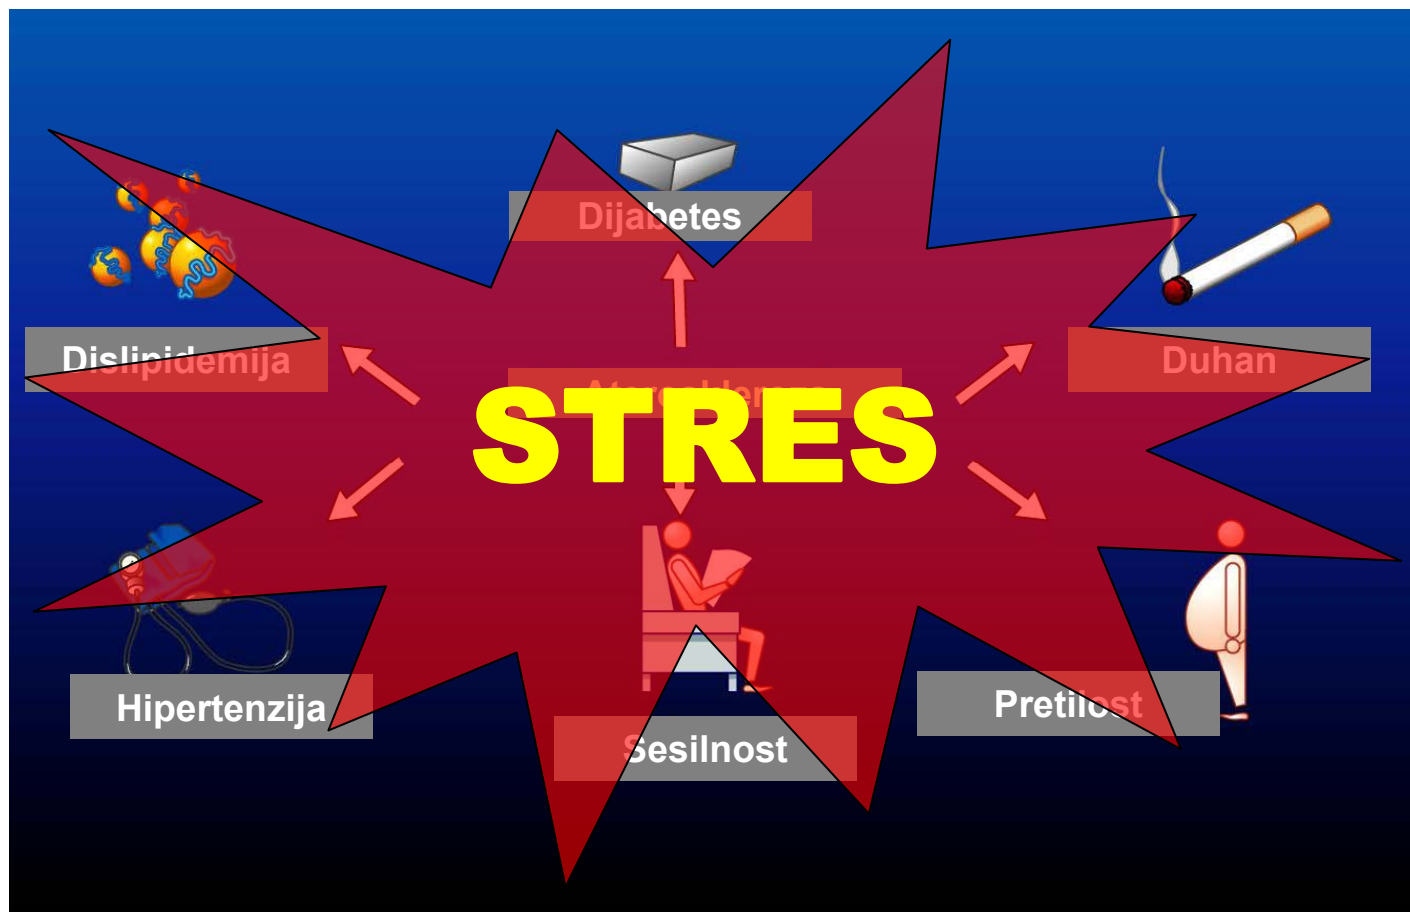 Dijabetes
Dislipidemija
Duhan
STRES
Hipertenzija
Pretilost
Sesilnost